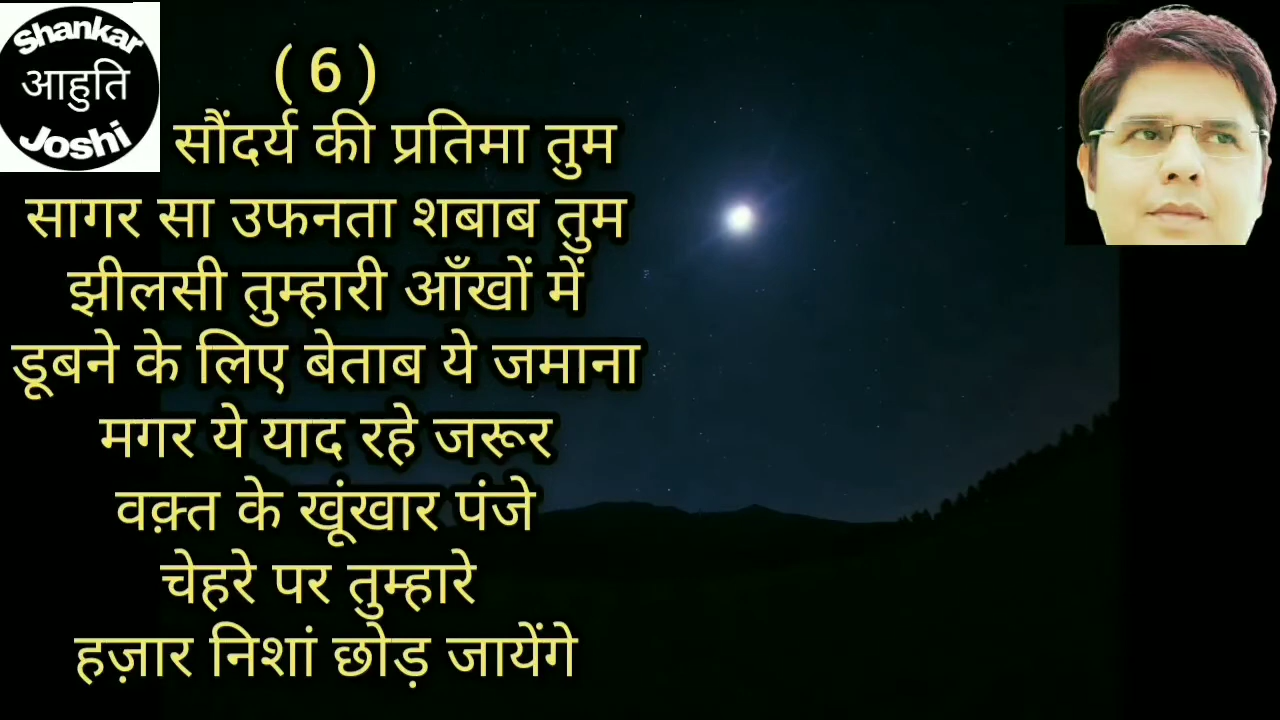 Shankar
आहुति
Joshi
( 6 )
सौंदर्य की प्रतिमा तुम
सागर सा उफनता शबाब तुम
झीलसी तुम्हारी आँखों में
डूबने के लिए बेताब ये जमाना
मगर ये याद रहे जरूर
वक़्त के खूंखार पंजे
चेहरे पर तुम्हारे
हज़ार निशां छोड़ जायेंगे